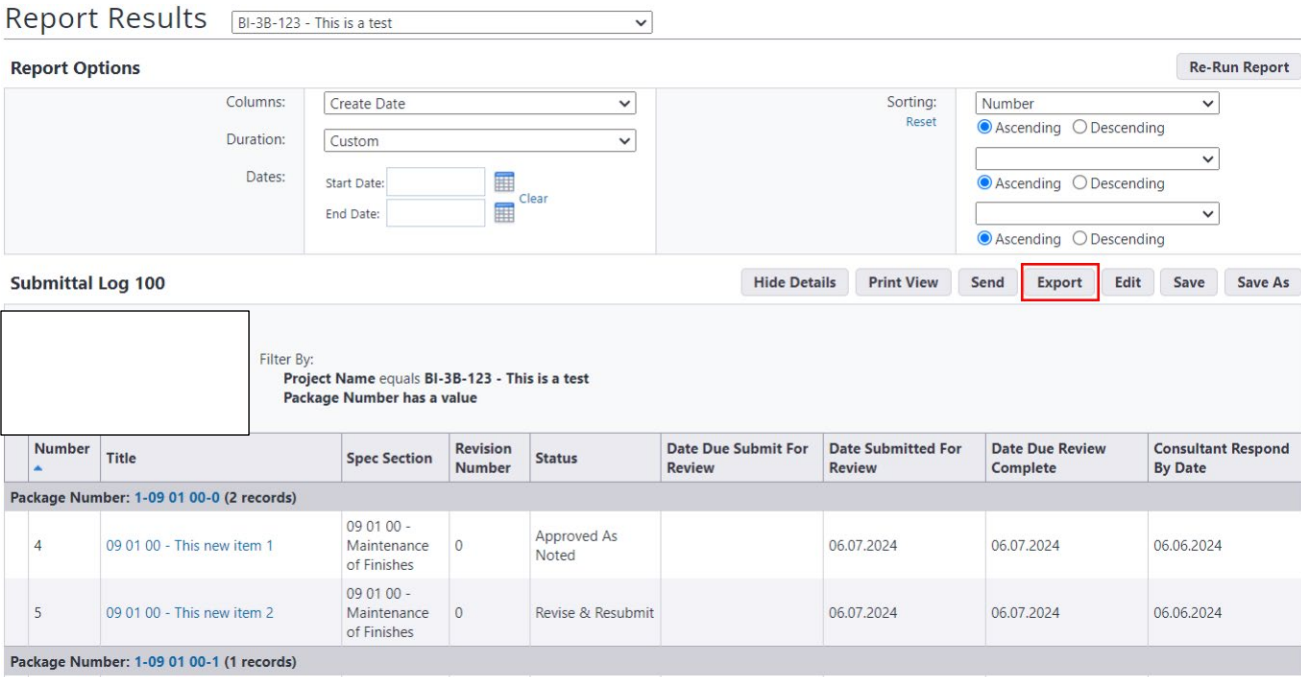 Report Results BI-3B-123 - This is a test
Report Options Re-Run Report
Columns: Create Date Sorting: Number
Reset
Ascending Descending
Duration: Custom
Dates: Start Date: Clear
Ascending Descending
End Date:
Ascending Descending
Submittal Log 100 Hide Details Print View Send Export Edit Save Save As
Filter By:
Project Name equals BI-3B-123 - This is a test
Package Number has a value
Number Title Spec Section Revision Number Status Date Due Submit For Review Date Submitted For Review Date Due Review Complete Consultant Respond By Date
Package Number: 1-09 01 00-0 (2 records)
4 09 01 00 - This new item 1 09 01 00 - Maintenance of Finishes 0 Approved As Noted 06.07.2024 06.07.2024 06.06.2024
5 09 01 00 - This new item 2 09 01 00 - Maintenance of Finishes 0 Revise & Resubmit 06.07.2024 06.07.2024 06.06.2024
Package Number: 1-09 01 00-1 (1 records)